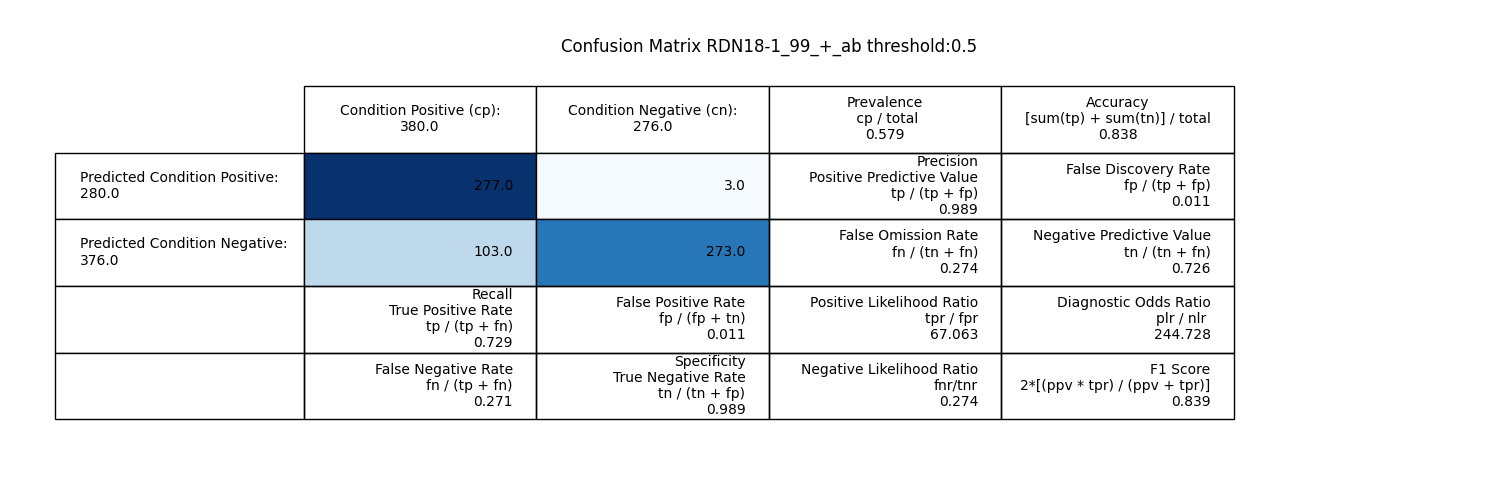 Confusion Matrix RDN18-1_99_+_ab threshold:0.5
Condition Positive (cp):
380.0
Condition Negative (cn):
276.0
Prevalence
cp / total
0.579
Accuracy
[sum(tp) + sum(tn)] / total
0.838
Predicted Condition Positive:
280.0
277.0
3.0
Precision
Positive Predictive Value
tp / (tp + fp)
0.989
False Discovery Rate
fp / (tp + fp)
0.011
Predicted Condition Negative:
376.0
103.0
273.0
False Omission Rate
fn / (tn + fn)
0.274
Negative Predictive Value
tn / (tn + fn)
0.726
Recall
True Positive Rate
tp / (tp + fn)
0.729
False Positive Rate
fp / (fp + tn)
0.011
Positive Likelihood Ratio
tpr / fpr
67.063
Diagnostic Odds Ratio
plr / nlr
244.728
False Negative Rate
fn / (tp + fn)
0.271
Specificity
True Negative Rate
tn / (tn + fp)
0.989
Negative Likelihood Ratio
fnr/tnr
0.274
F1 Score
2*[(ppv * tpr) / (ppv + tpr)]
0.839